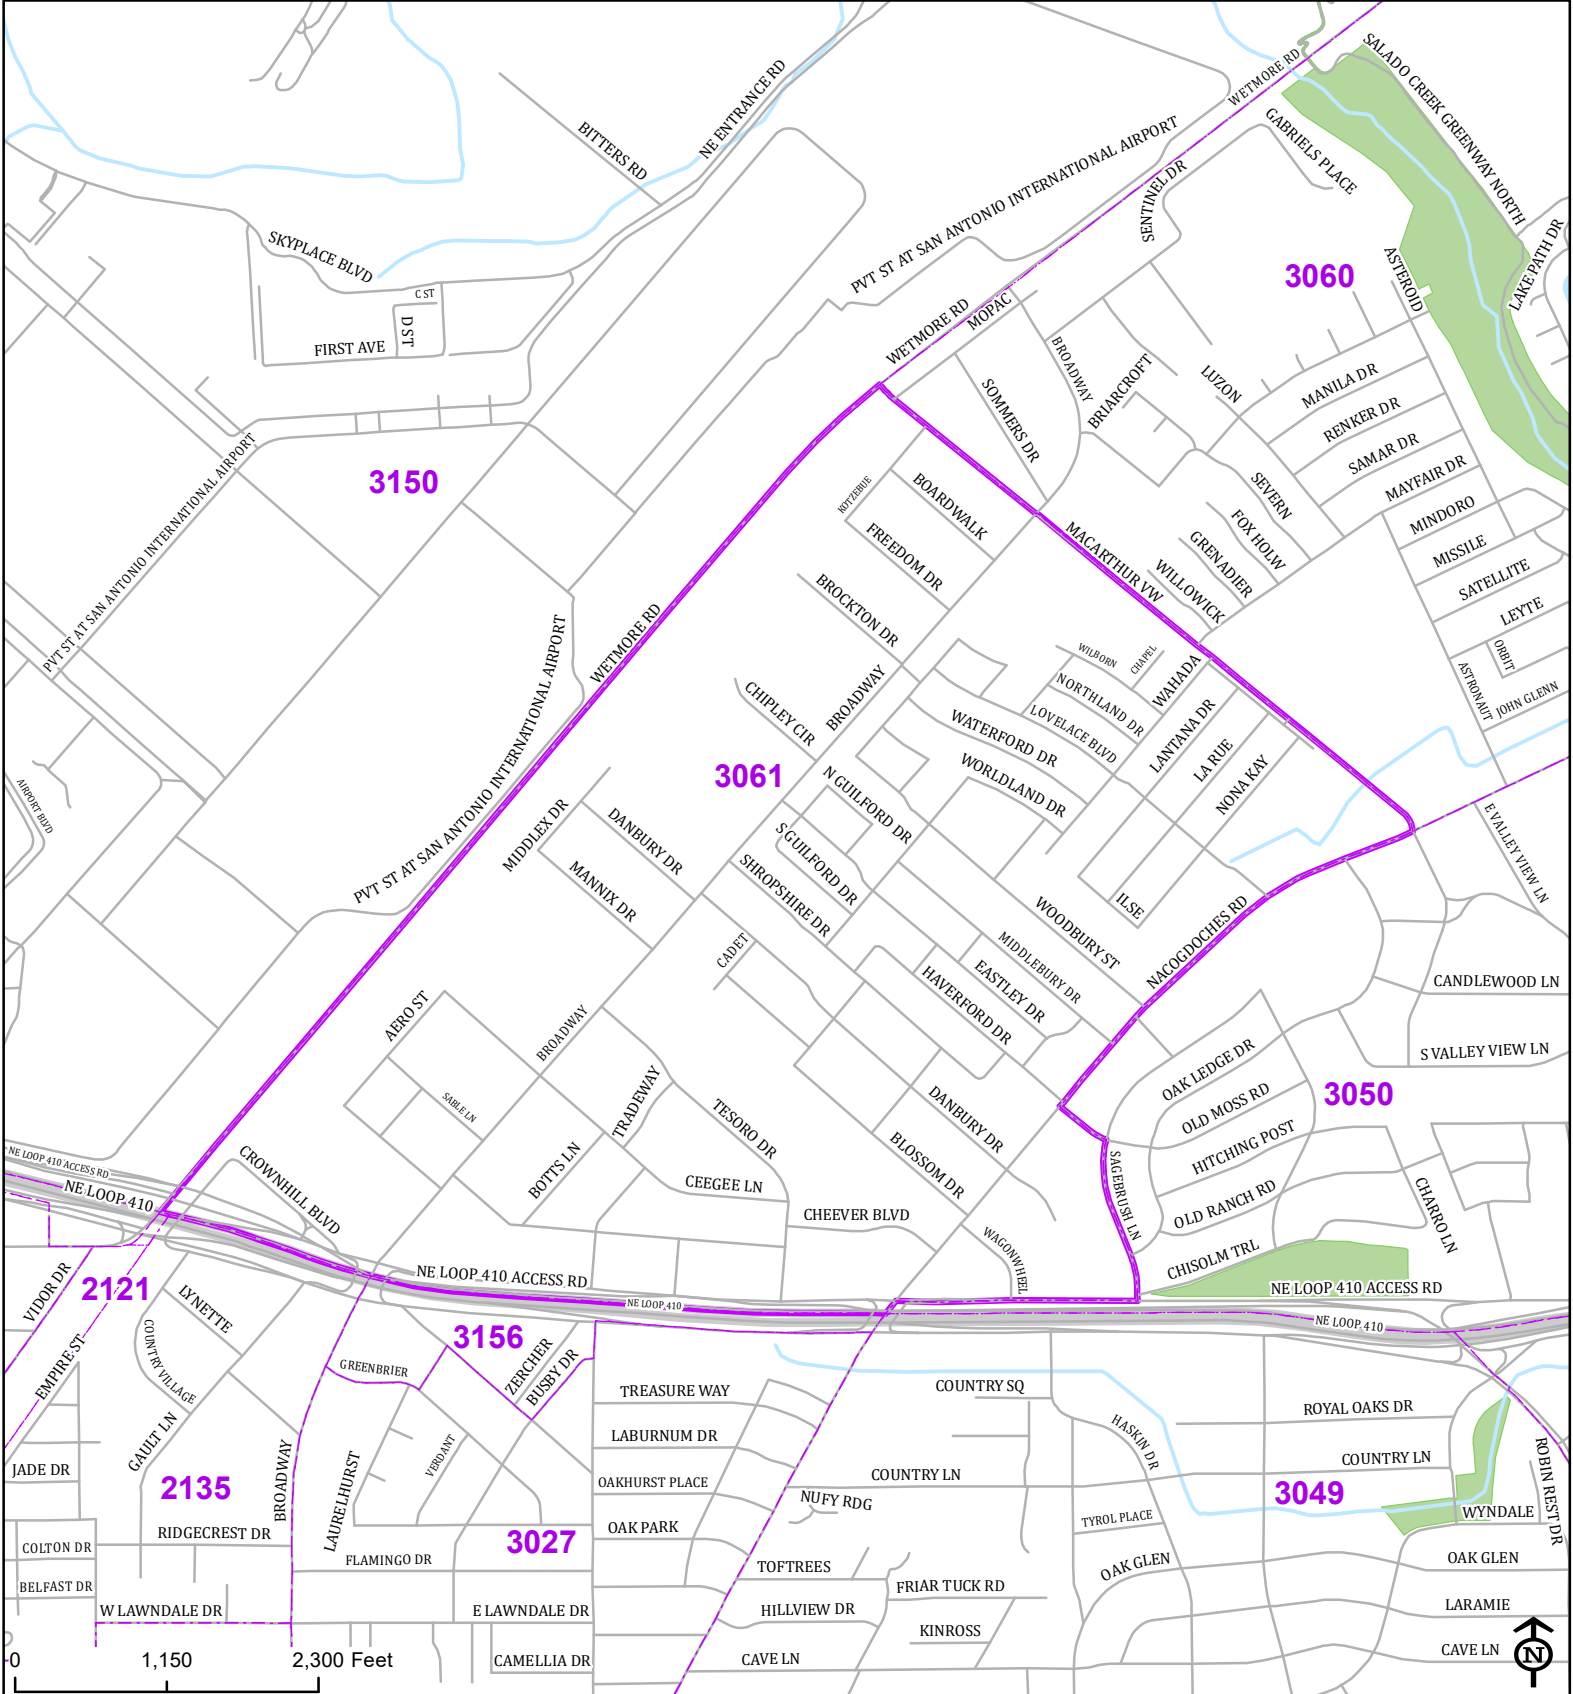 SALADO CREEK GREENWAY NORTH
WETMORE RD
NE ENTRANCE RD
BITTERS RD
GABRIELS PLACE
PVT ST AT SAN ANTONIO INTERNATIONAL AIRPORT
SENTINEL DR
LAKE PATH DR
SKYPLACE BLVD
3060
ASTEROID
C ST
D ST
FIRST AVE
WETMORE RD
MOPAC
BROADWAY
BRIARCROFT
LUZON
MANILA DR
SOMMERS DR
RENKER DR
SAMAR DR
MAYFAIR DR
3150
KOTZEBUE
BOARDWALK
SEVERN
FOX HOLW
GRENADIER
MINDORO
FREEDOM DR
MACARTHUR VW
WILLOWICK
MISSILE
SATELLITE
LEYTE
PVT ST AT SAN ANTONIO INTERNATIONAL AIRPORT
BROCKTON DR
WETMORE RD
WILBORN
CHAPEL
WAHADA
ORBIT
ASTRONAUT
JOHN GLENN
NORTHLAND DR
LOVELACE BLVD
CHIPLEY CIR
BROADWAY
WATERFORD DR
LANTANA DR
LA RUE
NONA KAY
PVT ST AT SAN ANTONIO INTERNATIONAL AIRPORT
3061
WORLDLAND DR
N GUILFORD DR
AIRPORT BLVD
MIDDLEX DR
DANBURY DR
S GUILFORD DR
E VALLEY VIEW LN
MANNIX DR
SHROPSHIRE DR
ILSE
WOODBURY ST
NACOGDOCHES RD
CADET
MIDDLEBURY DR
EASTLEY DR
HAVERFORD DR
CANDLEWOOD LN
AERO ST
BROADWAY
S VALLEY VIEW LN
OAK LEDGE DR
3050
SABLE LN
TRADEWAY
TESORO DR
DANBURY DR
OLD MOSS RD
HITCHING POST
BLOSSOM DR
NE LOOP 410 ACCESS RD
NE LOOP 410
CROWNHILL BLVD
BOTTS LN
CEEGEE LN
SAGEBRUSH LN
OLD RANCH RD
CHARRO LN
CHEEVER BLVD
WAGONWHEEL
CHISOLM TRL
NE LOOP 410 ACCESS RD
NE LOOP 410 ACCESS RD
NE LOOP 410
NE LOOP 410
VIDOR DR
2121
LYNETTE
3156
EMPIRE ST
COUNTRY VILLAGE
GREENBRIER
ZERCHER
BUSBY DR
TREASURE WAY
COUNTRY SQ
ROYAL OAKS DR
HASKIN DR
GAULT LN
LABURNUM DR
COUNTRY LN
COUNTRY LN
JADE DR
2135
BROADWAY
LAURELHURST
VERDANT
OAKHURST PLACE
NUFY RDG
3049
WYNDALE
ROBIN REST DR
TYROL PLACE
RIDGECREST DR
3027
OAK PARK
COLTON DR
FLAMINGO DR
TOFTREES
OAK GLEN
OAK GLEN
BELFAST DR
FRIAR TUCK RD
W LAWNDALE DR
E LAWNDALE DR
HILLVIEW DR
LARAMIE
KINROSS
CAVE LN
CAMELLIA DR
CAVE LN
0 1,150 2,300 Feet
N